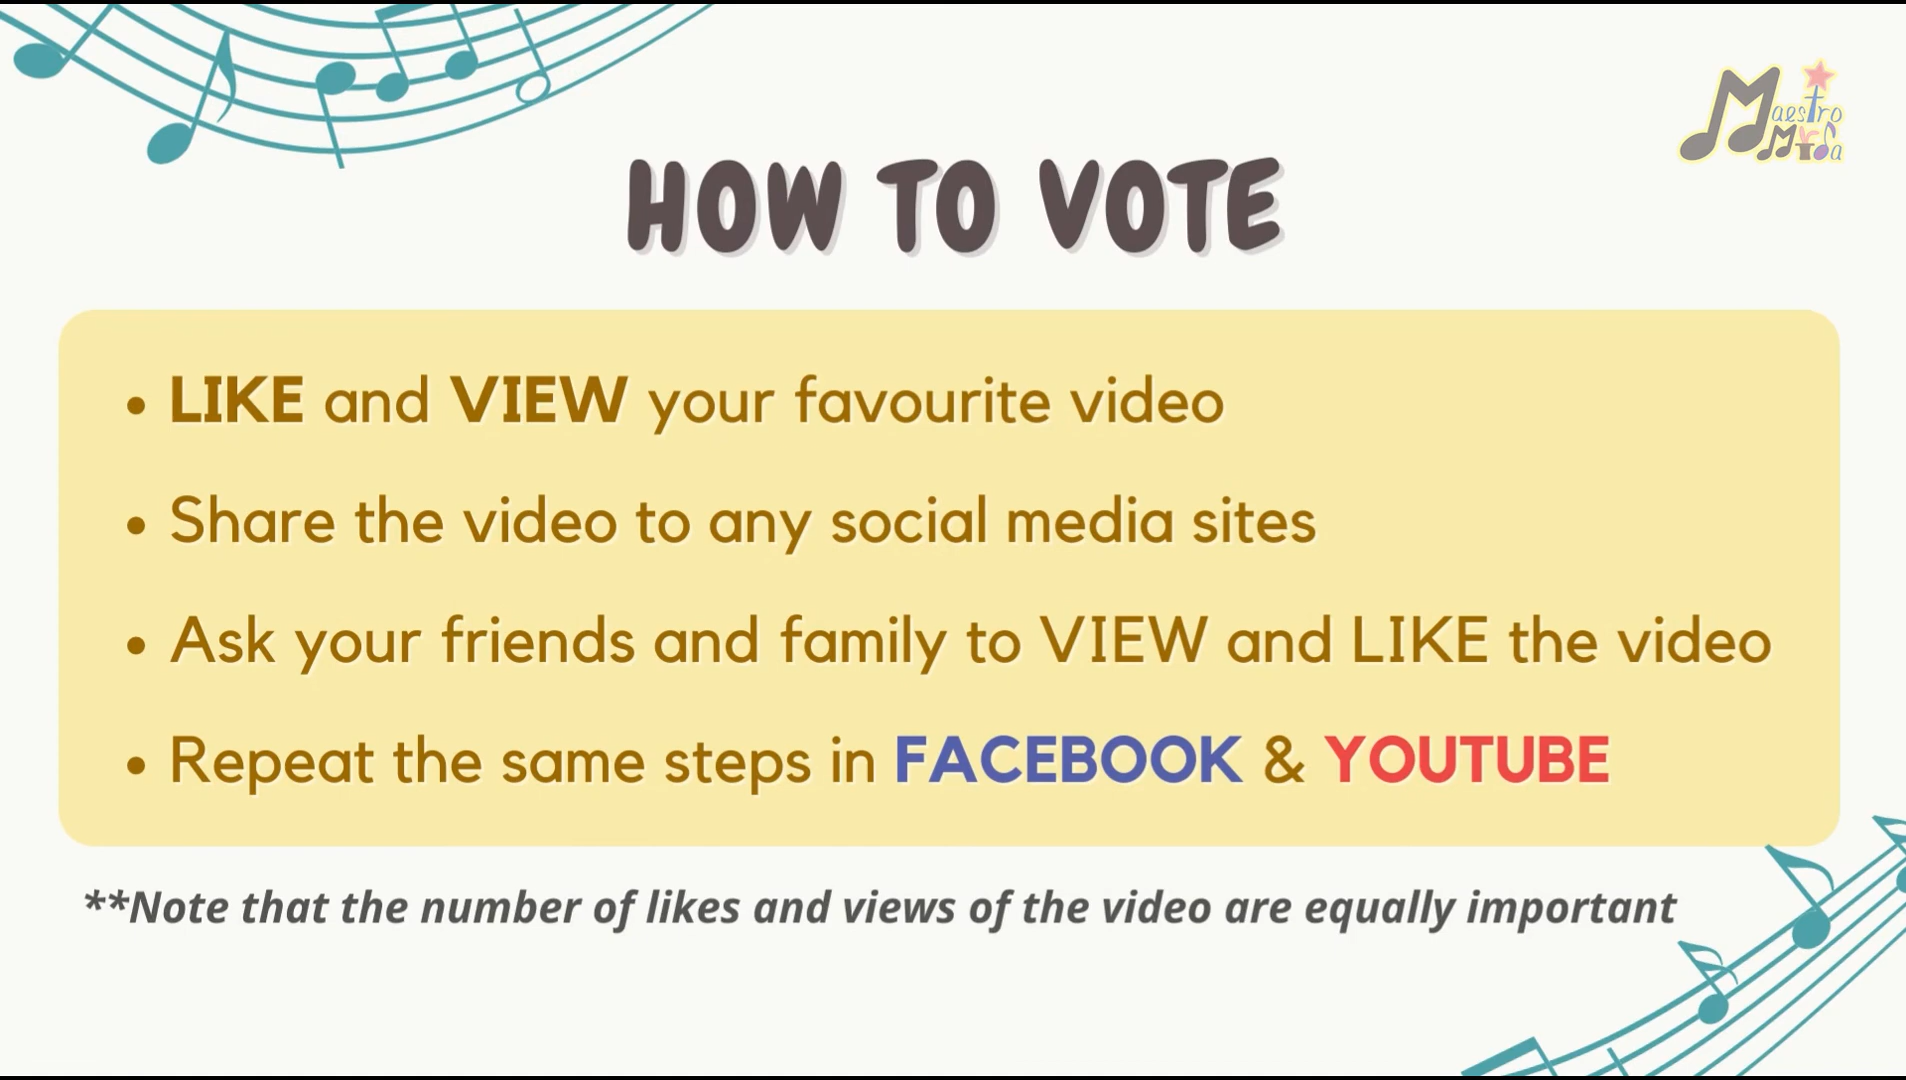 Maestro
Mysda
HOW TO VOTE
• LIKE and VIEW your favourite video
• Share the video to any social media sites
• Ask your friends and family to VIEW and LIKE the video
• Repeat the same steps in FACEBOOK & YOUTUBE
**Note that the number of likes and views of the video are equally important